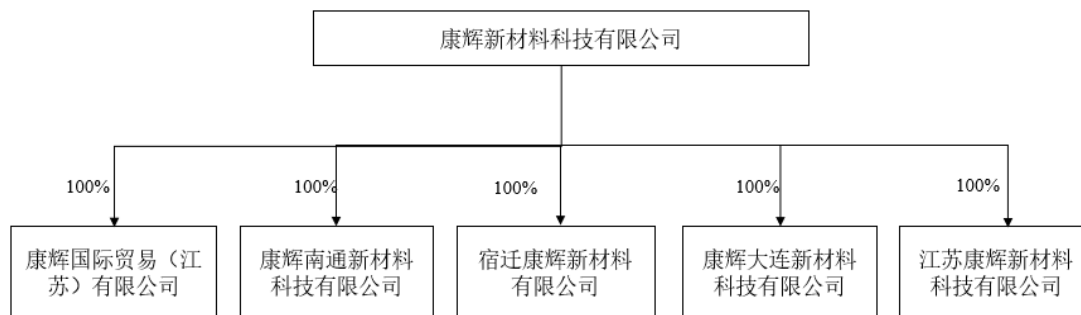 康辉新材料科技有限公司
100%
100%
100%
100%
100%
康辉国际贸易（江
苏）有限公司
康辉南通新材料
科技有限公司
宿迁康辉新材料
有限公司
康辉大连新材料
科技有限公司
江苏康辉新材料
科技有限公司